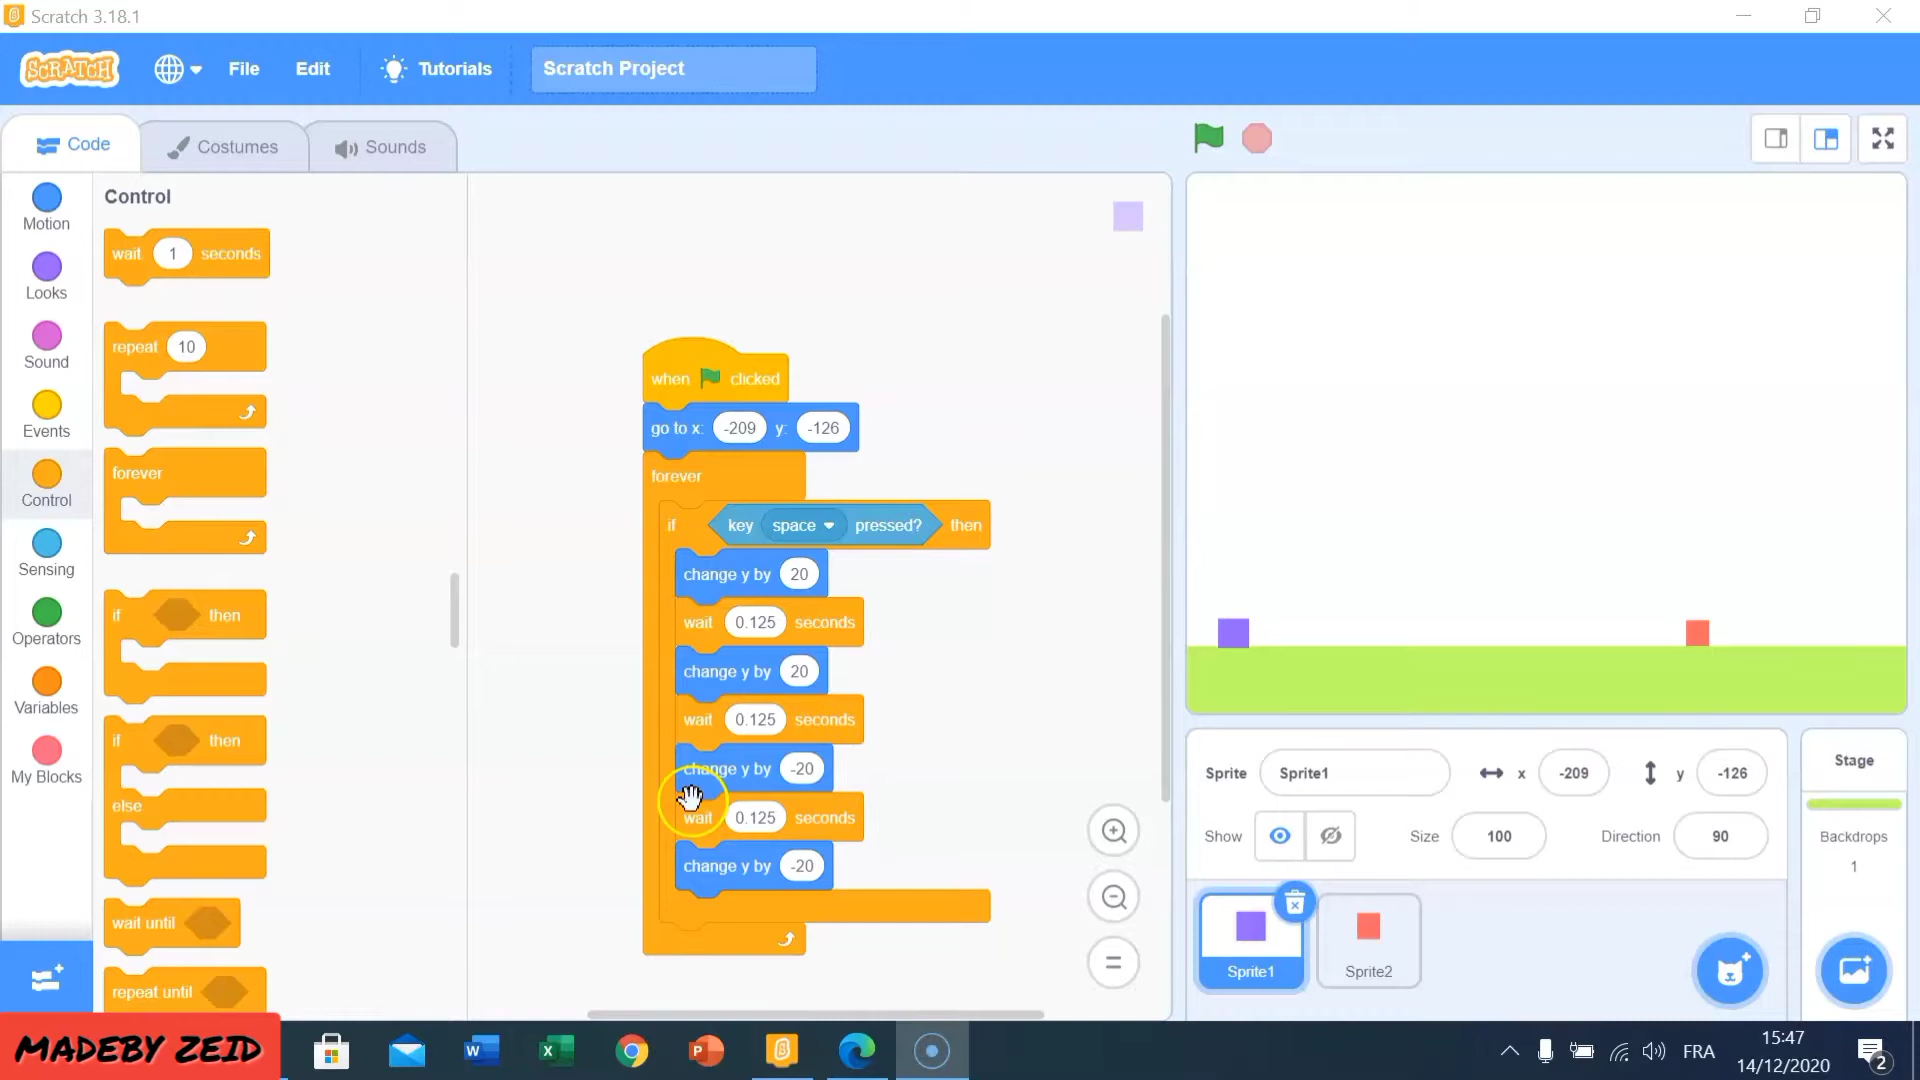 Scratch 3.18.1
SCRATCH
File
Edit
Tutorials
Scratch Project
Code
Costumes
Sounds
Motion
Looks
Sound
Events
Control
Sensing
Operators
Variables
My Blocks
Control
wait 1 seconds
repeat 10
forever
if then
if then
else
wait until
repeat until
when clicked
go to x: -209 y: -126
forever
if key space pressed? then
change y by 20
wait 0.125 seconds
change y by 20
wait 0.125 seconds
change y by -20
wait 0.125 seconds
change y by -20
Sprite Sprite1 x -209 y -126
Show Size 100 Direction 90
Sprite1
Sprite2
Stage
Backdrops
1
MADEBY ZEID
FRA
15:47
14/12/2020
2